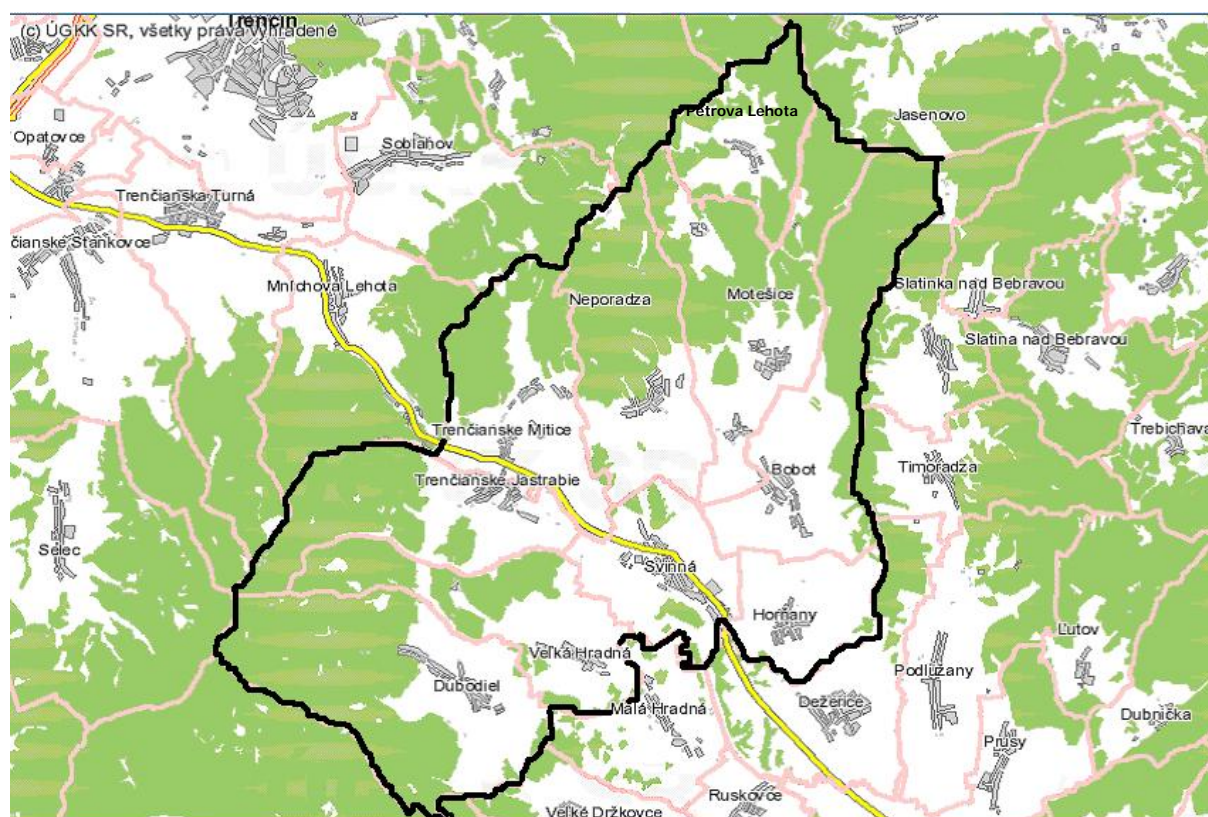 Trenčín
(c) ÚGKK SR, všetky práva vyhradené
Petrova Lehota
Jasenovo
Opatovce
Soblahov
Trenčianska Turná
čianske Stankovce
Mníchova Lehota
Neporadza
Motešice
Slatinka nad Bebravou
Slatina nad Bebravou
Trenčianske Mitice
Trebichava
Bobot
Timoradza
Trenčianske Jastrabie
Selec
Svinná
Horňany
Ľutov
Veľká Hradná
Podlužany
Dubodiel
Malá Hradná
Dežerice
Dubnička
Prusy
Ruskovce
Veľké Držkovce